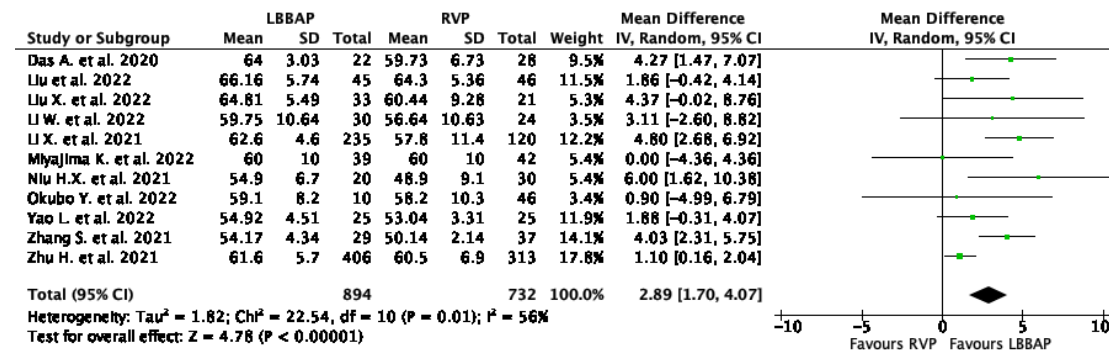 LBBAP RVP Mean Difference Mean Difference
Study or Subgroup Mean SD Total Mean SD Total Weight IV, Random, 95% CI IV, Random, 95% CI
Das A. et al. 2020 64 3.03 22 59.73 6.73 28 9.5% 4.27 [1.47, 7.07]
Liu et al. 2022 66.16 5.74 45 64.3 5.36 46 11.5% 1.86 [-0.42, 4.14]
Liu X. et al. 2022 64.81 5.49 33 60.44 9.28 21 5.3% 4.37 [-0.02, 8.76]
LI W. et al. 2022 59.75 10.64 30 56.64 10.63 24 3.5% 3.11 [-2.60, 8.82]
LI X. et al. 2021 62.6 4.6 235 57.8 11.4 120 12.2% 4.80 [2.68, 6.92]
Miyajima K. et al. 2022 60 10 39 60 10 42 5.4% 0.00 [-4.36, 4.36]
Niu H.X. et al. 2021 54.9 6.7 20 48.9 9.1 30 5.4% 6.00 [1.62, 10.38]
Okubo Y. et al. 2022 59.1 8.2 10 58.2 10.3 46 3.4% 0.90 [-4.99, 6.79]
Yao L. et al. 2022 54.92 4.51 25 53.04 3.31 25 11.9% 1.88 [-0.31, 4.07]
Zhang S. et al. 2021 54.17 4.34 29 50.14 2.14 37 14.1% 4.03 [2.31, 5.75]
Zhu H. et al. 2021 61.6 5.7 406 60.5 6.9 313 17.8% 1.10 [0.16, 2.04]
Total (95% CI) 894 732 100.0% 2.89 [1.70, 4.07]
Heterogeneity: Tau² = 1.82; Chi² = 22.54, df = 10 (P = 0.01); I² = 56%
Test for overall effect: Z = 4.78 (P < 0.00001)
-10 -5 0 5 10
Favours RVP Favours LBBAP